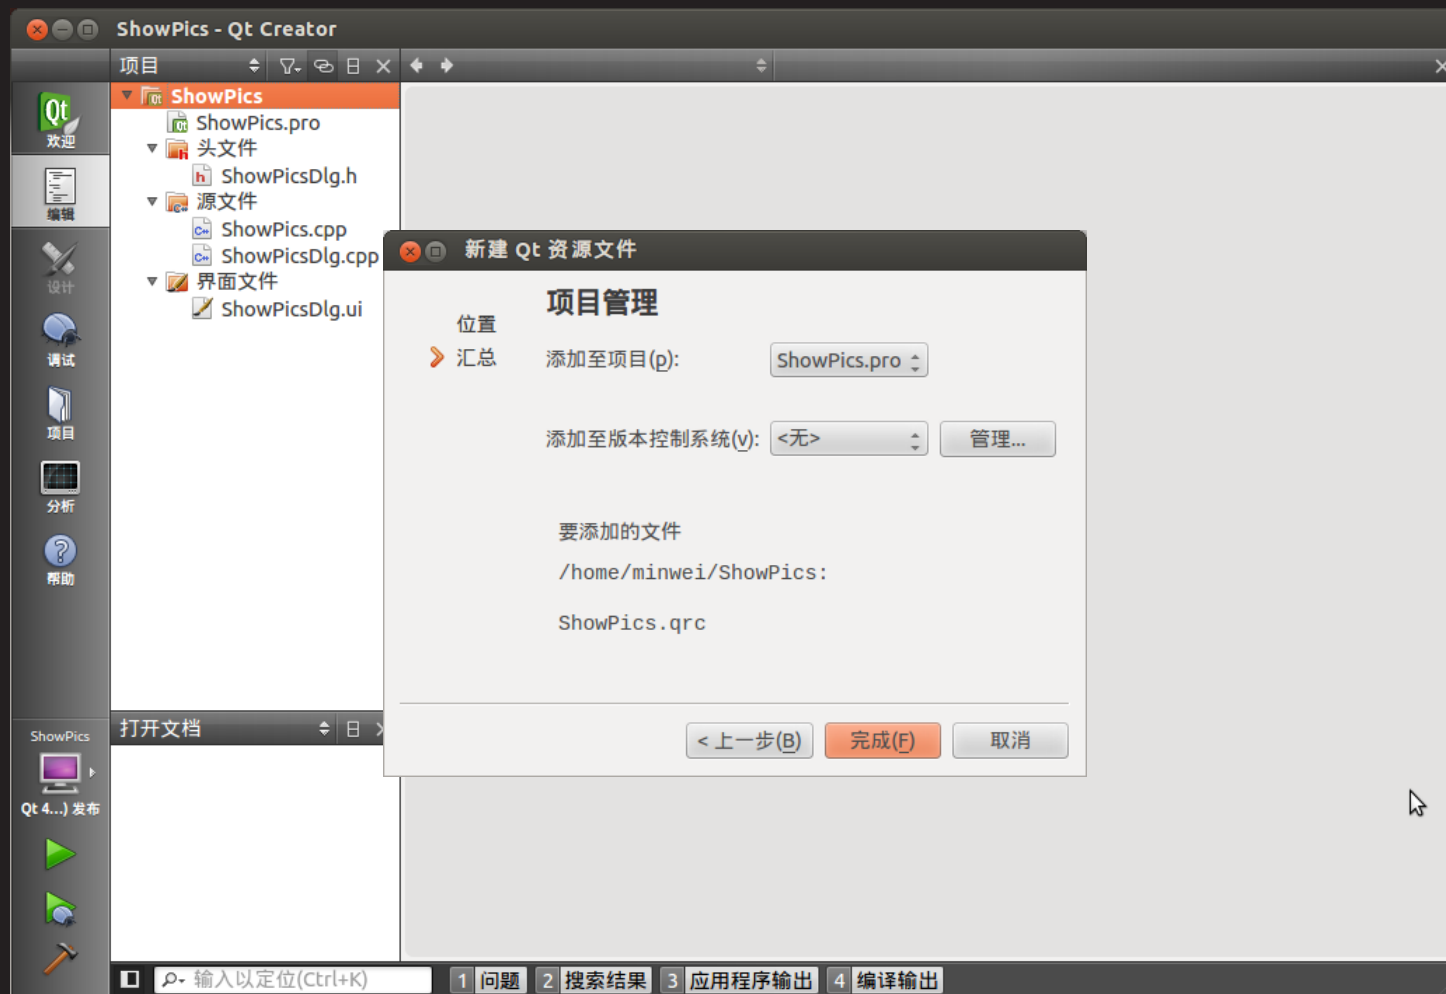 ShowPics - Qt Creator
项目
Qt
欢迎
编辑
设计
调试
项目
分析
帮助
ShowPics
ShowPics.pro
头文件
ShowPicsDlg.h
源文件
ShowPics.cpp
ShowPicsDlg.cpp
界面文件
ShowPicsDlg.ui
新建 Qt 资源文件
位置
汇总
项目管理
添加至项目(p): ShowPics.pro
添加至版本控制系统(v): <无> 管理...
要添加的文件
/home/minwei/ShowPics:
ShowPics.qrc
< 上一步(B) 完成(F) 取消
打开文档
ShowPics
Qt 4...) 发布
输入以定位(Ctrl+K) 1 问题 2 搜索结果 3 应用程序输出 4 编译输出